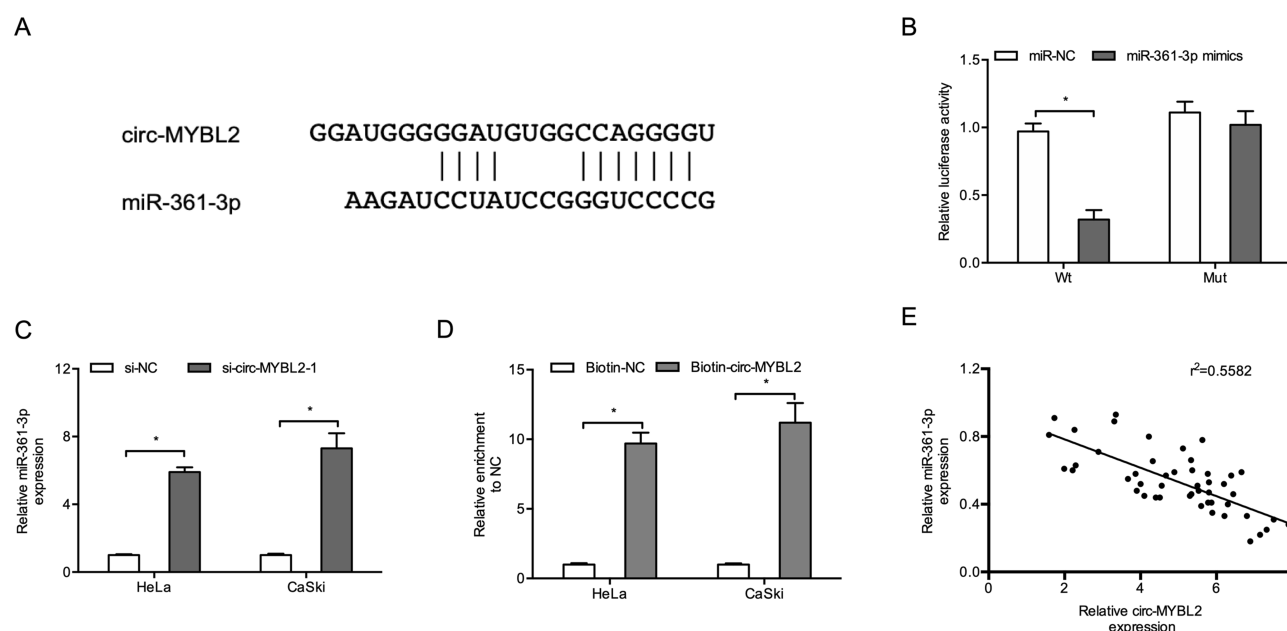 A
circ-MYBL2
GGAUGGGGGAUGUGGCCAGGGGU
miR-361-3p
AAGAUCCUAUCCGGGUCCCCG
B
miR-NC
miR-361-3p mimics
Relative luciferase activity
1.5
1.0
0.5
0.0
*
Wt
Mut
C
si-NC
si-circ-MYBL2-1
Relative miR-361-3p
expression
12
8
4
0
*
*
HeLa
CaSki
D
Biotin-NC
Biotin-circ-MYBL2
Relative enrichment
to NC
15
10
5
0
*
*
HeLa
CaSki
E
r²=0.5582
Relative miR-361-3p
expression
1.2
0.8
0.4
0.0
0
2
4
6
Relative circ-MYBL2
expression